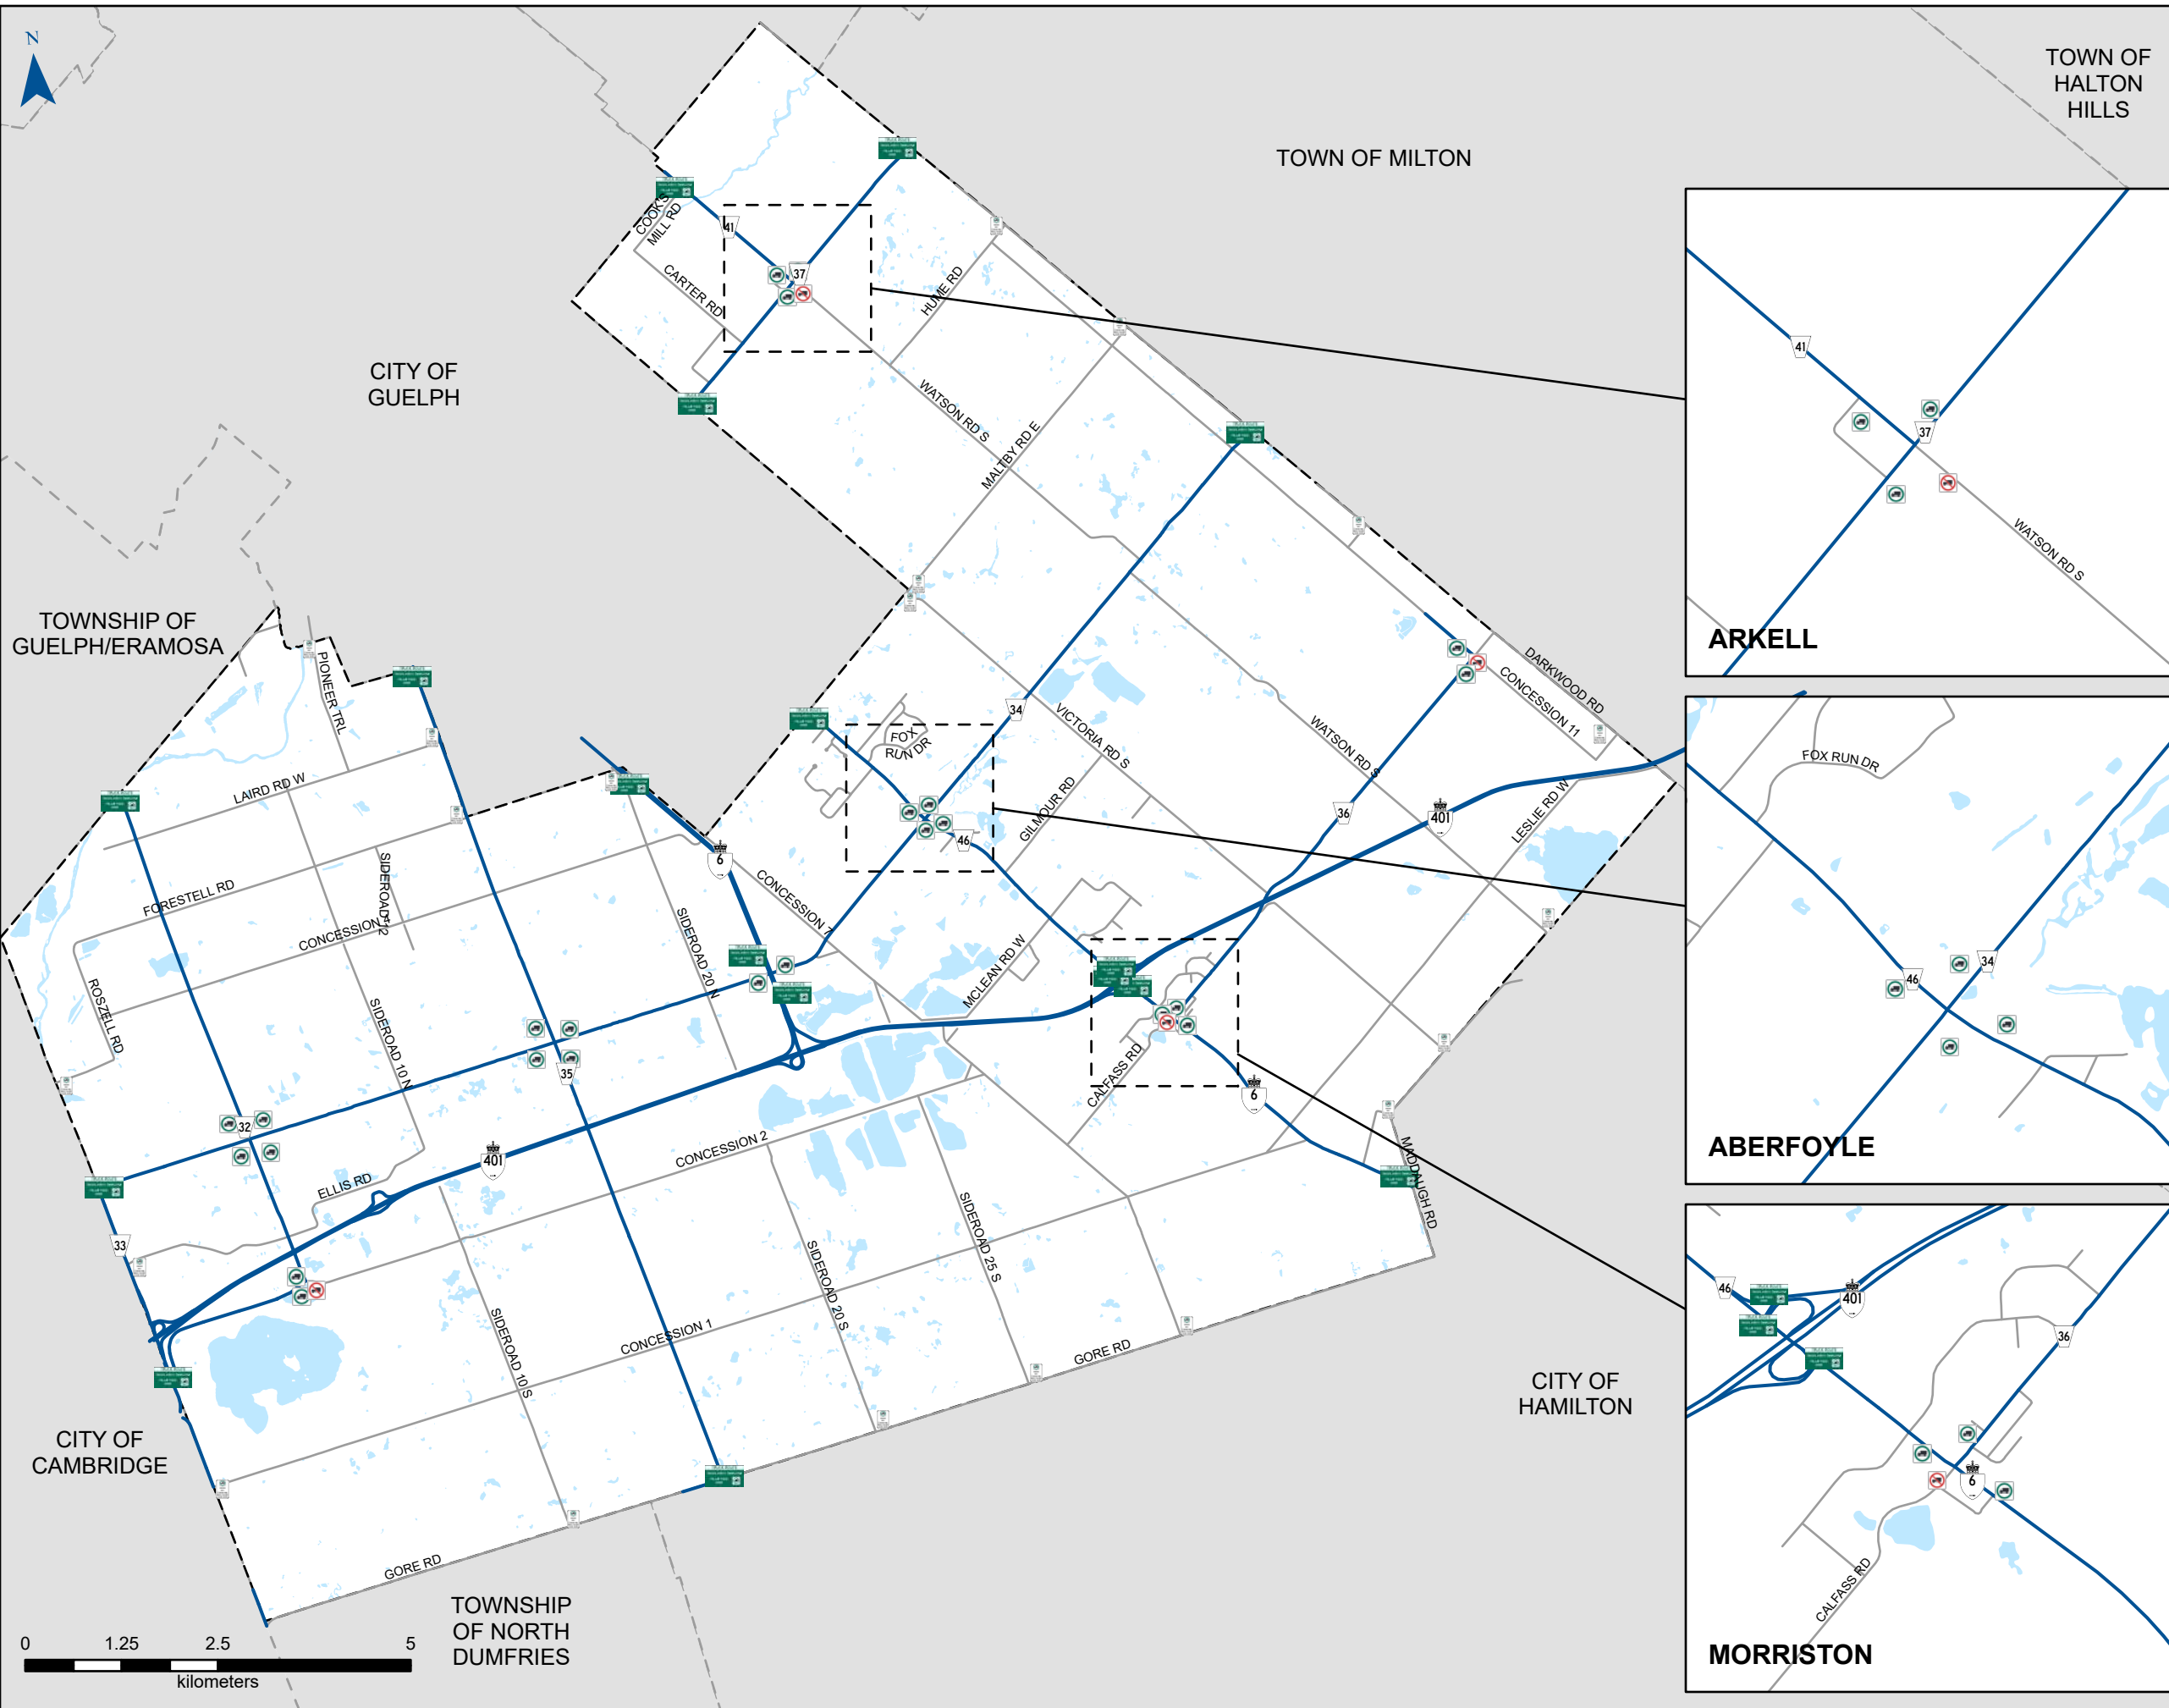 N
TOWN OF
HALTON
HILLS
TOWN OF MILTON
COOKS
MILL RD
41
37
CARTER RD
HUME RD
CITY OF
GUELPH
WATSON RD S
MALTBY RD E
41
37
WATSON RD S
ARKELL
TOWNSHIP OF
GUELPH/ERAMOSA
PIONEER TRL
LAIRD RD W
FORESTELL RD
SIDEROAD 12
CONCESSION 4
ROSZELL RD
SIDEROAD 10 N
SIDEROAD 20 N
6
CONCESSION 7
FOX
RUN DR
34
46
VICTORIA RD S
GILMOUR RD
MCLEAN RD W
WATSON RD S
36
401
LESLIE RD W
DARKWOOD RD
CONCESSION 11
FOX RUN DR
46
34
ABERFOYLE
35
32
33
401
ELLIS RD
CONCESSION 2
CALFASS RD
6
MADDAUGH RD
SIDEROAD 25 S
SIDEROAD 20 S
SIDEROAD 10 S
CONCESSION 1
GORE RD
GORE RD
46
401
36
6
CALFASS RD
MORRISTON
CITY OF
HAMILTON
CITY OF
CAMBRIDGE
TOWNSHIP
OF NORTH
DUMFRIES
0 1.25 2.5 5
kilometers